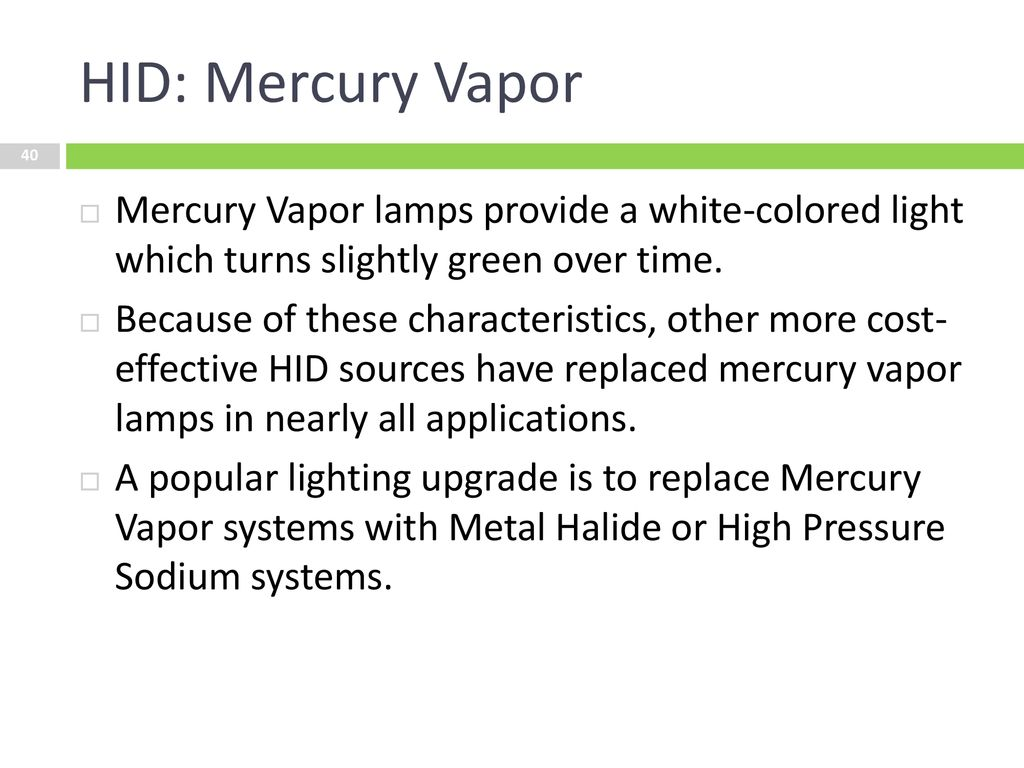 HID: Mercury Vapor
40
Mercury Vapor lamps provide a white-colored light
which turns slightly green over time.
Because of these characteristics, other more cost-
effective HID sources have replaced mercury vapor
lamps in nearly all applications.
A popular lighting upgrade is to replace Mercury
Vapor systems with Metal Halide or High Pressure
Sodium systems.